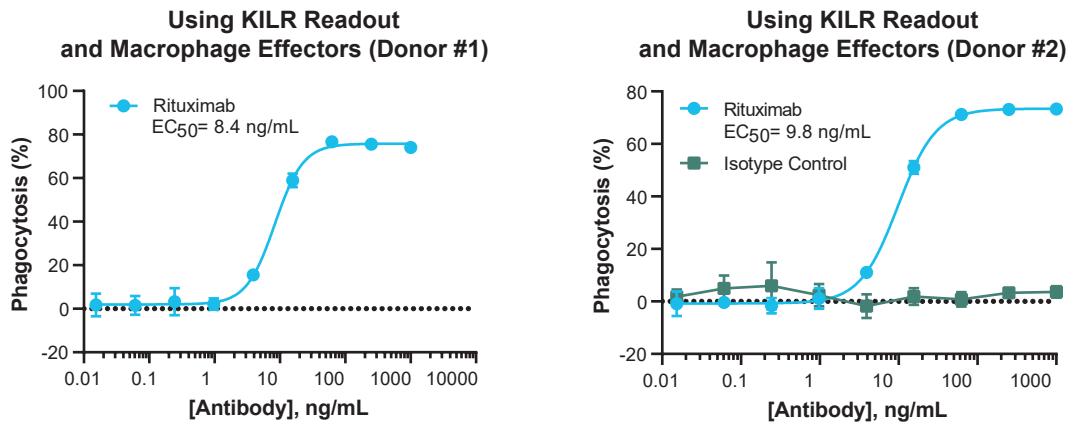 Using KILR Readout
and Macrophage Effectors (Donor #1)
Phagocytosis (%)
100
80
60
40
20
0
-20
Rituximab
EC50= 8.4 ng/mL
0.01 0.1 1 10 100 1000 10000
[Antibody], ng/mL
Using KILR Readout
and Macrophage Effectors (Donor #2)
Phagocytosis (%)
80
60
40
20
0
-20
Rituximab
EC50= 9.8 ng/mL
Isotype Control
0.01 0.1 1 10 100 1000
[Antibody], ng/mL